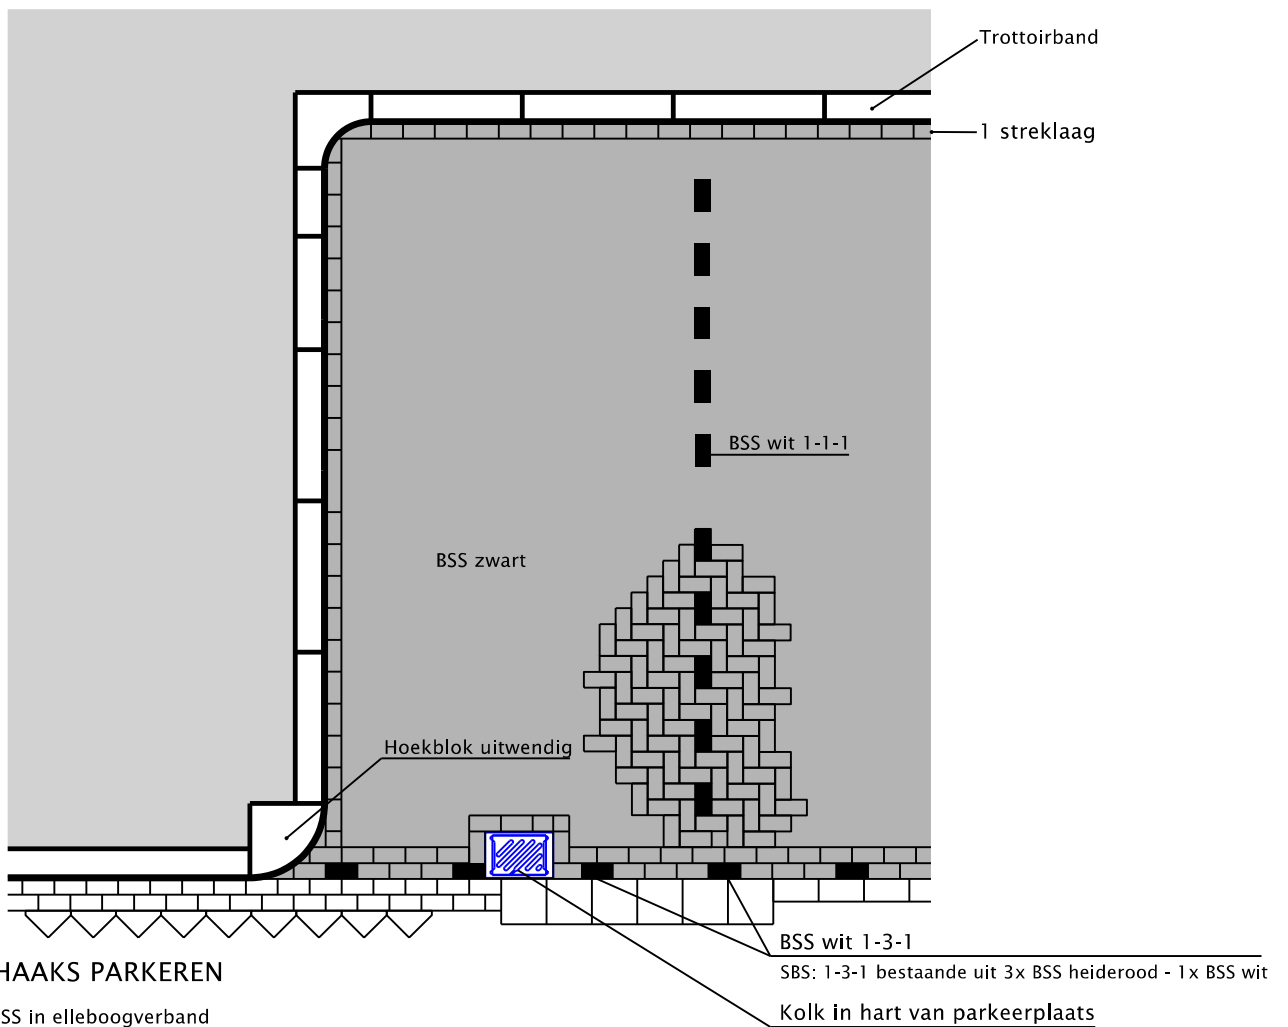 Trottoirband
1 streklaag
BSS wit 1-1-1
BSS zwart
Hoekblok uitwendig
BSS wit 1-3-1
SBS: 1-3-1 bestaande uit 3x BSS heiderood - 1x BSS wit
Kolk in hart van parkeerplaats
HAAKS PARKEREN
SS in elleboogverband